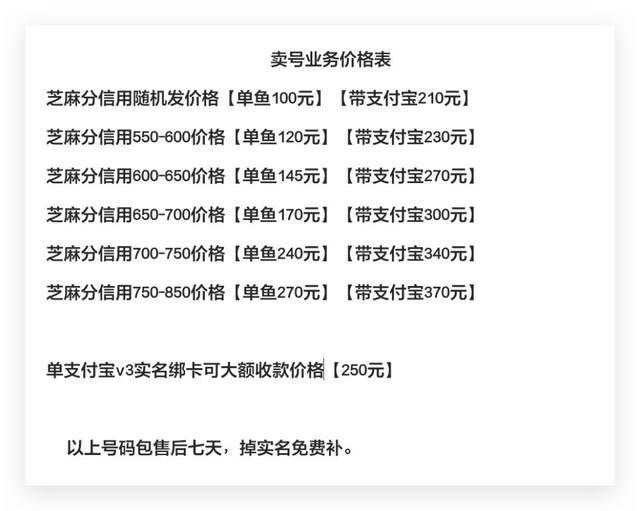 卖号业务价格表
芝麻分信用随机发价格【单鱼100元】【带支付宝210元】
芝麻分信用550-600价格【单鱼120元】【带支付宝230元】
芝麻分信用600-650价格【单鱼145元】【带支付宝270元】
芝麻分信用650-700价格【单鱼170元】【带支付宝300元】
芝麻分信用700-750价格【单鱼240元】【带支付宝340元】
芝麻分信用750-850价格【单鱼270元】【带支付宝370元】
单支付宝v3实名绑卡可大额收款价格【250元】
以上号码包售后七天，掉实名免费补。